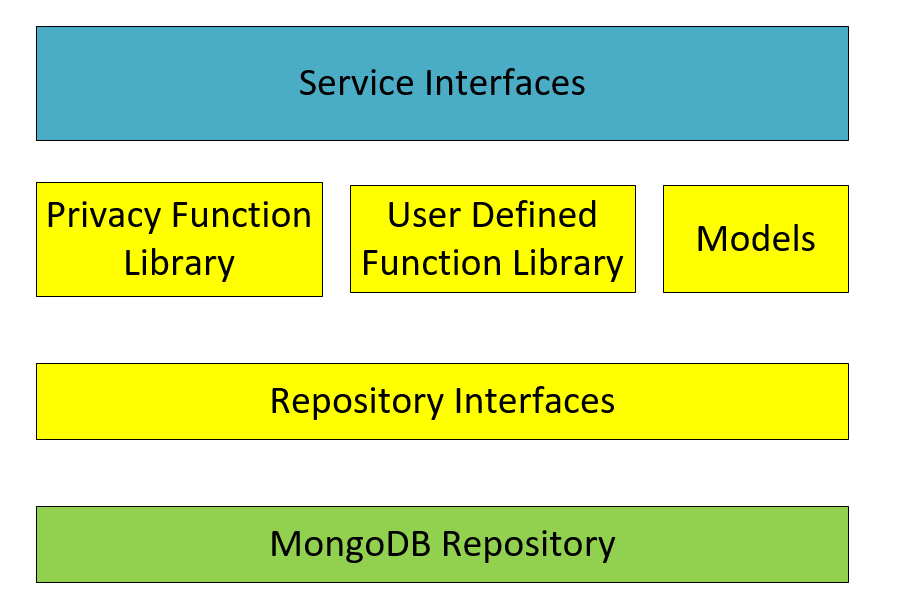 Service Interfaces
Privacy Function
Library
User Defined
Function Library
Models
Repository Interfaces
MongoDB Repository